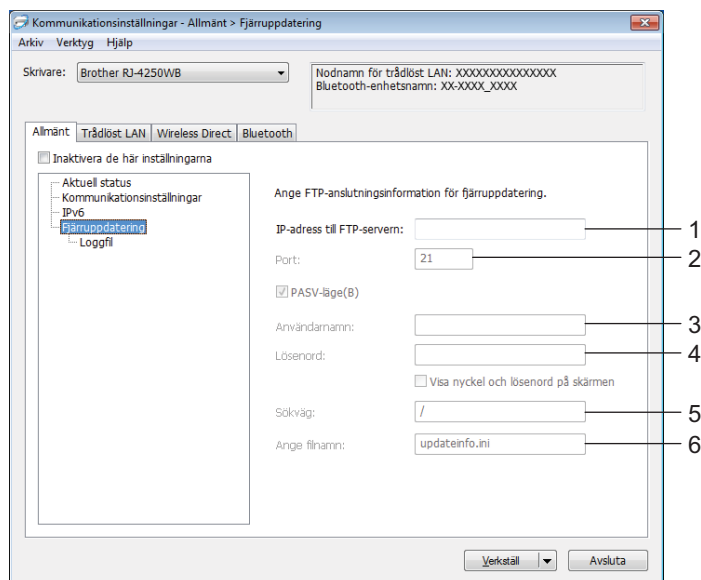 Kommunikationsinställningar - Allmänt > Fjärruppdatering
Arkiv Verktyg Hjälp
Skrivare: Brother RJ-4250WB
Nodnamn för trådlöst LAN: XXXXXXXXXXXXXXX
Bluetooth-enhetsnamn: XX-XXXX_XXXX
Allmänt Trådlöst LAN Wireless Direct Bluetooth
Inaktivera de här inställningarna
Aktuell status
Kommunikationsinställningar
IPv6
Fjärruppdatering
Loggfil
Ange FTP-anslutningsinformation för fjärruppdatering.
IP-adress till FTP-servern: 1
Port: 21 2
PASV-läge(B)
Användarnamn: 3
Lösenord: 4
Visa nyckel och lösenord på skärmen
Sökväg: / 5
Ange filnamn: updateinfo.ini 6
Verkställ Avsluta